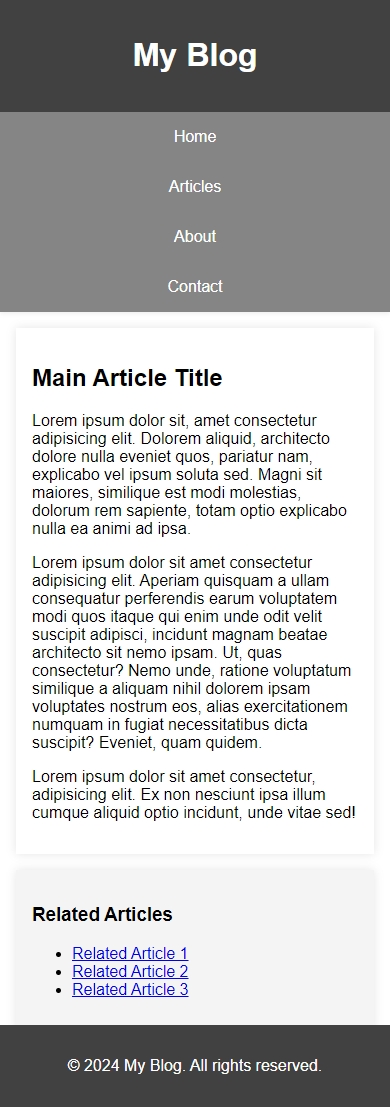 My Blog
Home
Articles
About
Contact
Main Article Title
Lorem ipsum dolor sit, amet consectetur
adipisicing elit. Dolorem aliquid, architecto
dolore nulla eveniet quos, pariatur nam,
explicabo vel ipsum soluta sed. Magni sit
maiores, similique est modi molestias,
dolorum rem sapiente, totam optio explicabo
nulla ea animi ad ipsa.
Lorem ipsum dolor sit amet consectetur
adipisicing elit. Aperiam quisquam a ullam
consequatur perferendis earum voluptatem
modi quos itaque qui enim unde odit velit
suscipit adipisci, incidunt magnam beatae
architecto sit nemo ipsam. Ut, quas
consectetur? Nemo unde, ratione voluptatum
similique a aliquam nihil dolorem ipsam
voluptates nostrum eos, alias exercitationem
numquam in fugiat necessitatibus dicta
suscipit? Eveniet, quam quidem.
Lorem ipsum dolor sit amet consectetur,
adipisicing elit. Ex non nesciunt ipsa illum
cumque aliquid optio incidunt, unde vitae sed!
Related Articles
• Related Article 1
• Related Article 2
• Related Article 3
© 2024 My Blog. All rights reserved.